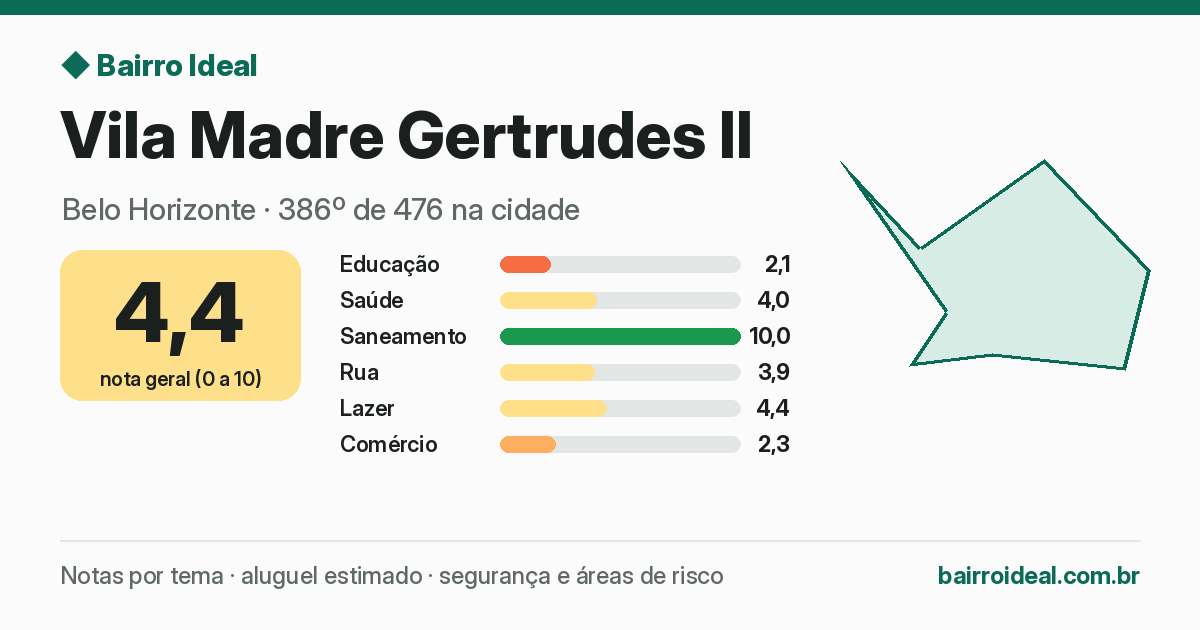 Bairro Ideal
Vila Madre Gertrudes II
Belo Horizonte · 386º de 476 na cidade
4,4
nota geral (0 a 10)
Educação 2,1
Saúde 4,0
Saneamento 10,0
Rua 3,9
Lazer 4,4
Comércio 2,3
Notas por tema · aluguel estimado · segurança e áreas de risco
bairroideal.com.br